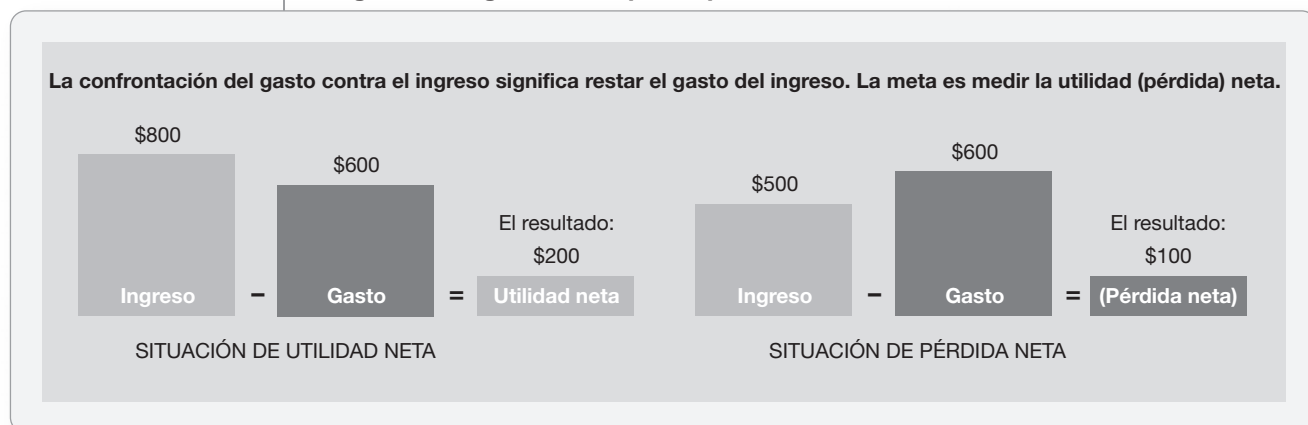 La confrontación del gasto contra el ingreso significa restar el gasto del ingreso. La meta es medir la utilidad (pérdida) neta.
$800
$600
El resultado:
$200
Ingreso – Gasto = Utilidad neta
SITUACIÓN DE UTILIDAD NETA
$500
$600
El resultado:
$100
Ingreso – Gasto = (Pérdida neta)
SITUACIÓN DE PÉRDIDA NETA